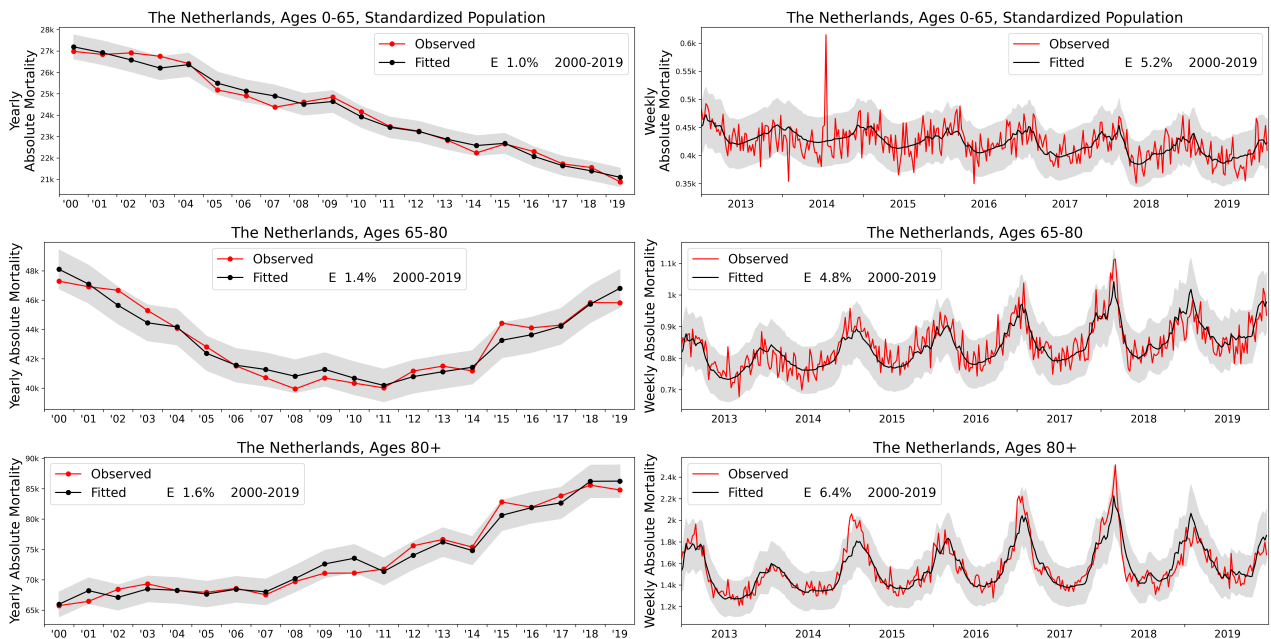 The Netherlands, Ages 0-65, Standardized Population
Yearly
Absolute Mortality
28k
27k
26k
25k
24k
23k
22k
21k
Observed
Fitted E 1.0% 2000-2019
'00 '01 '02 '03 '04 '05 '06 '07 '08 '09 '10 '11 '12 '13 '14 '15 '16 '17 '18 '19
The Netherlands, Ages 0-65, Standardized Population
Weekly
Absolute Mortality
0.6k
0.55k
0.5k
0.45k
0.4k
0.35k
Observed
Fitted E 5.2% 2000-2019
2013 2014 2015 2016 2017 2018 2019
The Netherlands, Ages 65-80
Yearly Absolute Mortality
48k
46k
44k
42k
40k
Observed
Fitted E 1.4% 2000-2019
'00 '01 '02 '03 '04 '05 '06 '07 '08 '09 '10 '11 '12 '13 '14 '15 '16 '17 '18 '19
The Netherlands, Ages 65-80
Weekly Absolute Mortality
1.1k
1k
0.9k
0.8k
0.7k
Observed
Fitted E 4.8% 2000-2019
2013 2014 2015 2016 2017 2018 2019
The Netherlands, Ages 80+
Yearly Absolute Mortality
90k
85k
80k
75k
70k
65k
Observed
Fitted E 1.6% 2000-2019
'00 '01 '02 '03 '04 '05 '06 '07 '08 '09 '10 '11 '12 '13 '14 '15 '16 '17 '18 '19
The Netherlands, Ages 80+
Weekly Absolute Mortality
2.4k
2.2k
2k
1.8k
1.6k
1.4k
1.2k
Observed
Fitted E 6.4% 2000-2019
2013 2014 2015 2016 2017 2018 2019